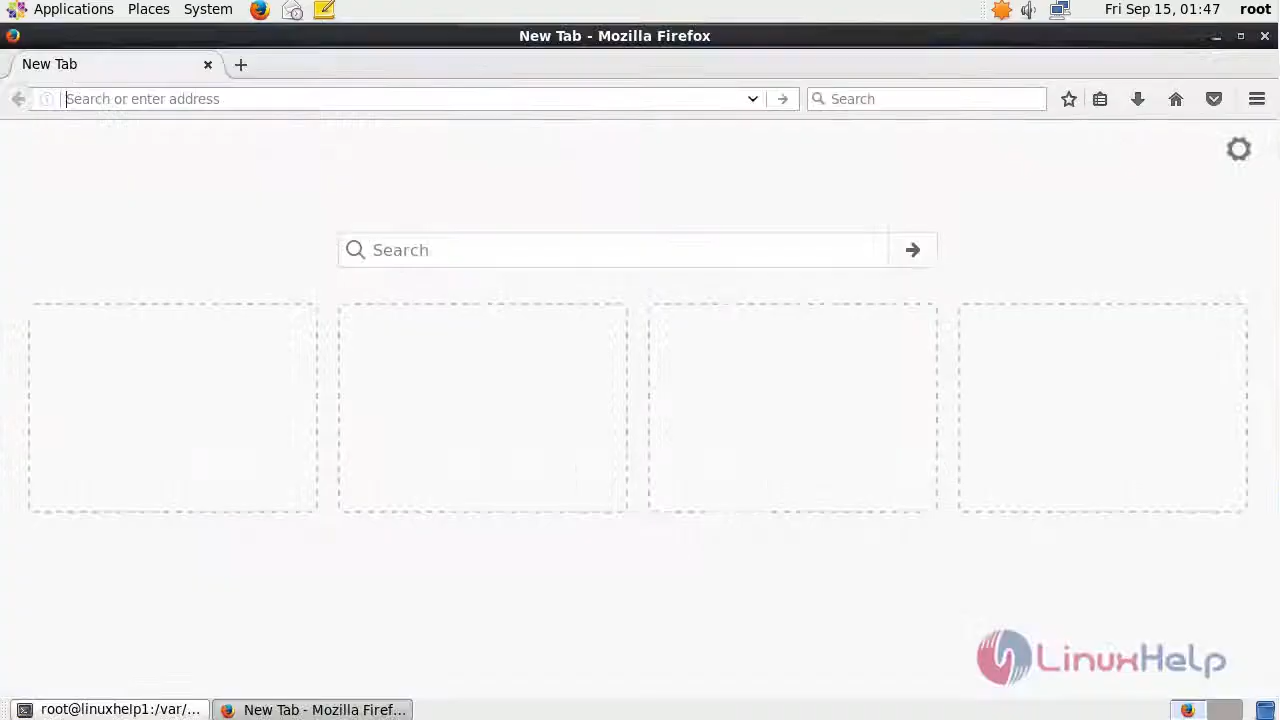 Applications Places System Fri Sep 15, 01:47 root
New Tab - Mozilla Firefox
New Tab
Search or enter address Search
Search
LinuxHelp
root@linuxhelp1:/var/... New Tab - Mozilla Firef...